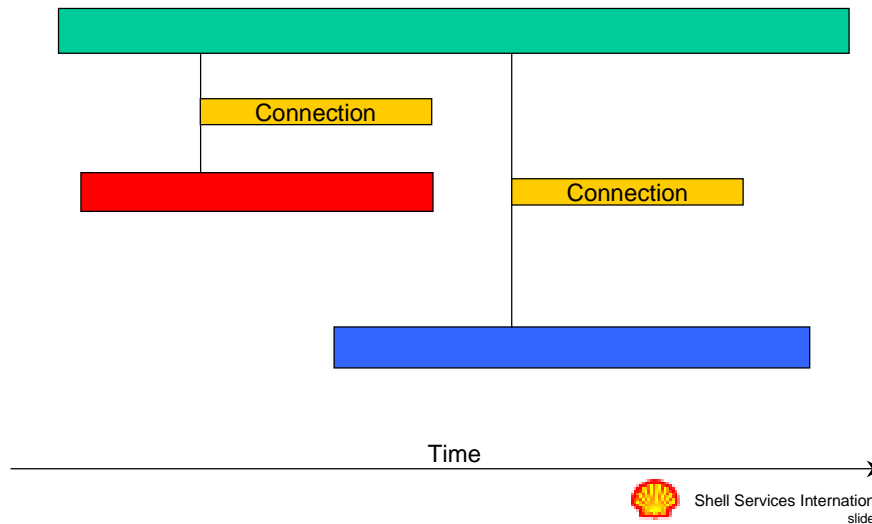 Connection
Connection
Time
Shell Services Internation
slide